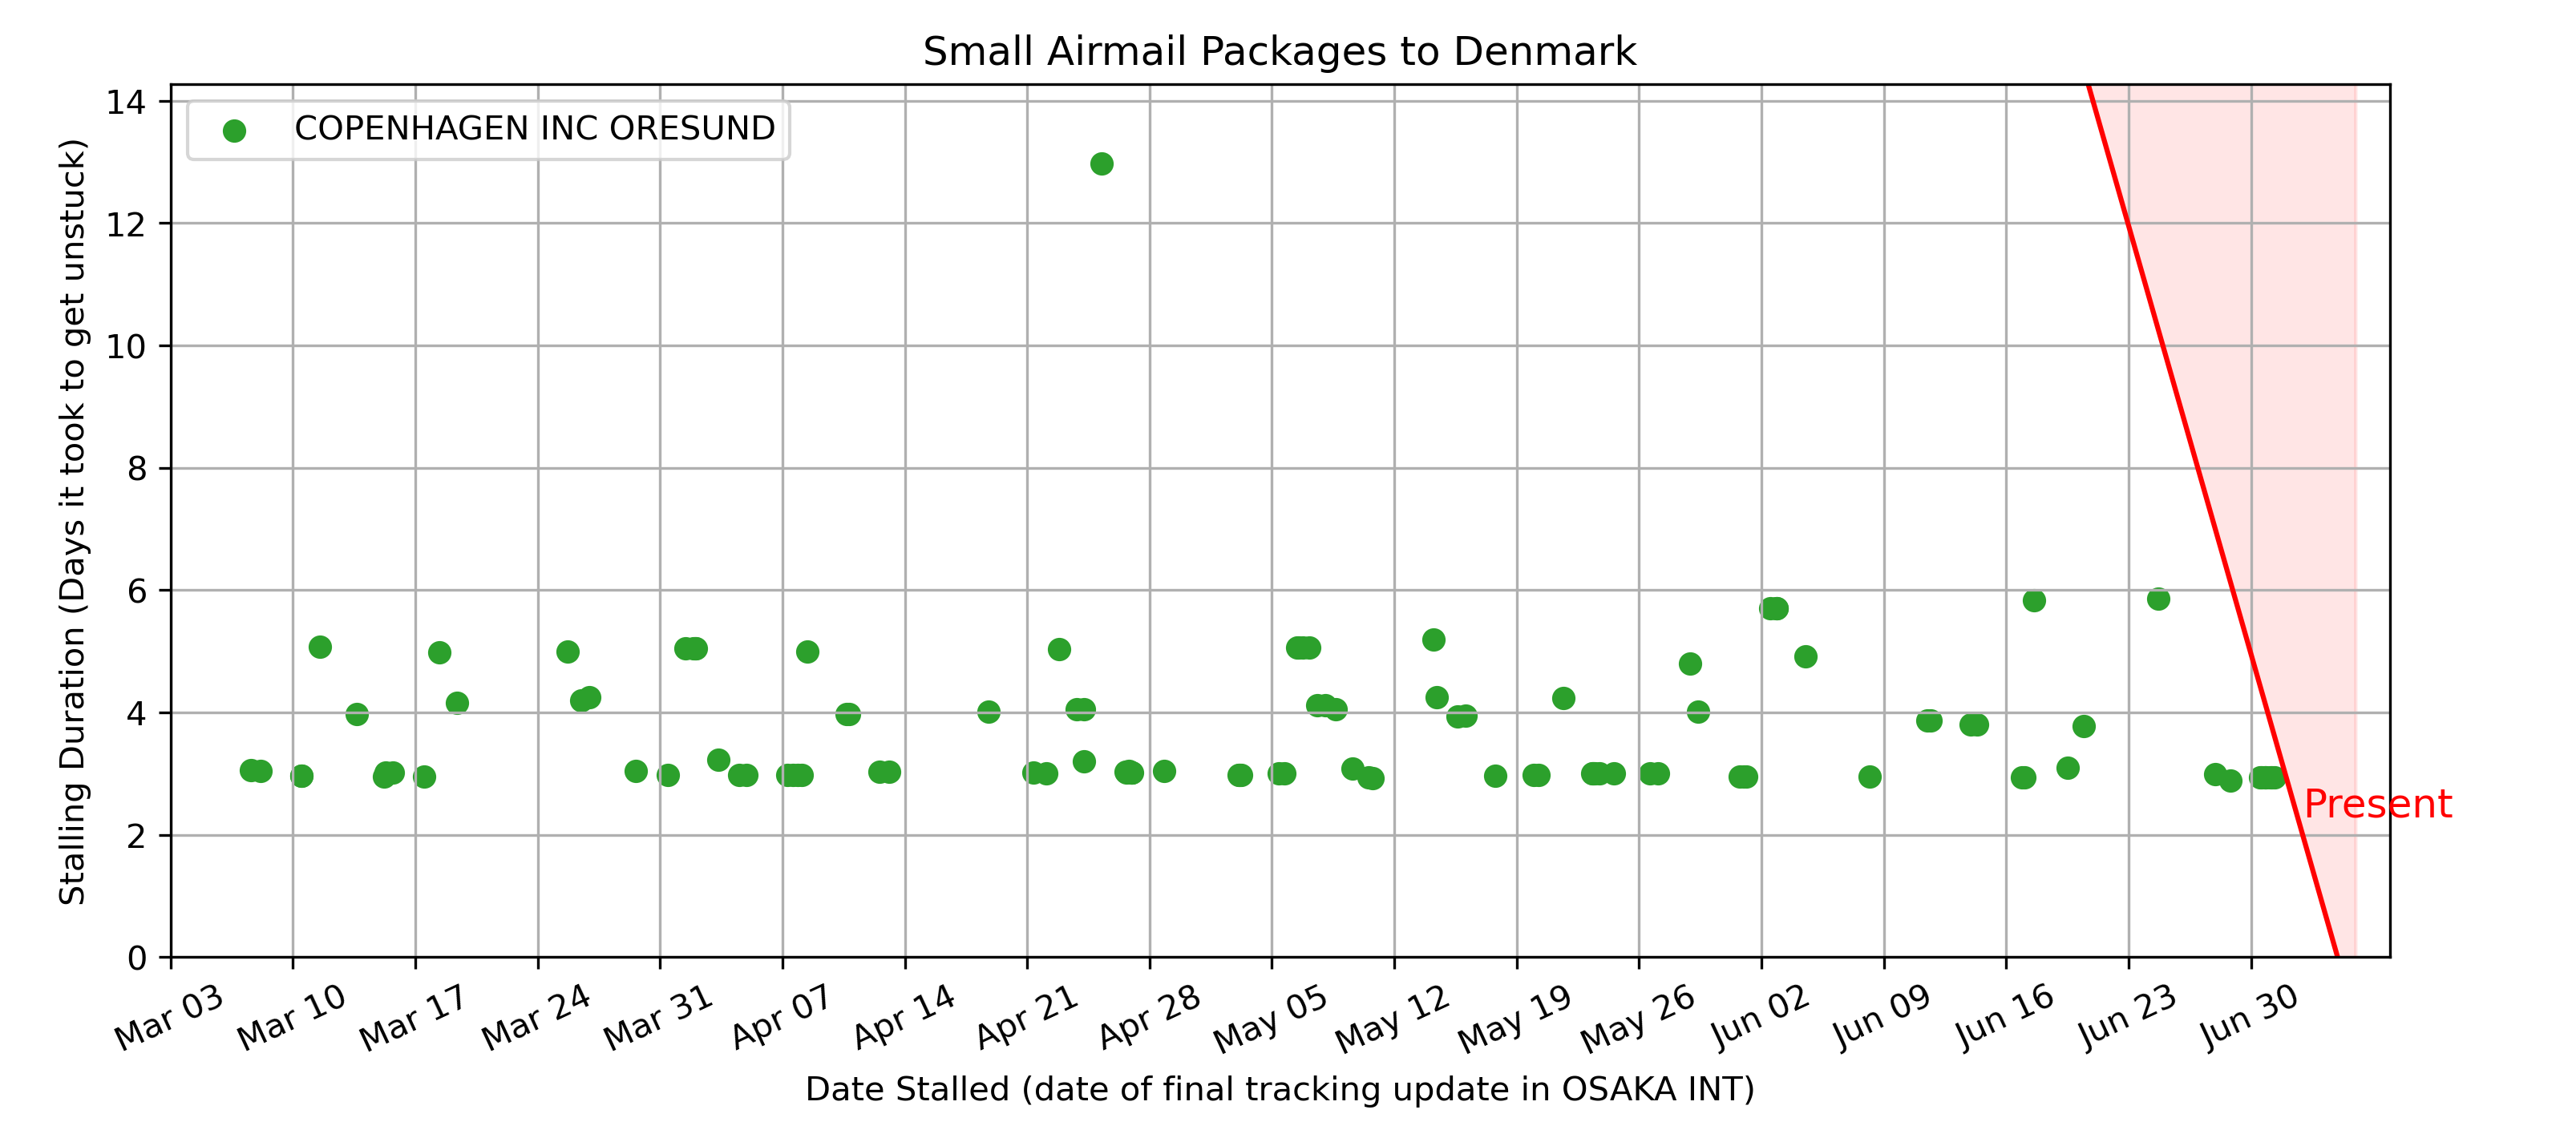 Small Airmail Packages to Denmark
COPENHAGEN INC ORESUND
Stalling Duration (Days it took to get unstuck)
14
12
10
8
6
4
2
0
Present
Mar 03
Mar 10
Mar 17
Mar 24
Mar 31
Apr 07
Apr 14
Apr 21
Apr 28
May 05
May 12
May 19
May 26
Jun 02
Jun 09
Jun 16
Jun 23
Jun 30
Date Stalled (date of final tracking update in OSAKA INT)